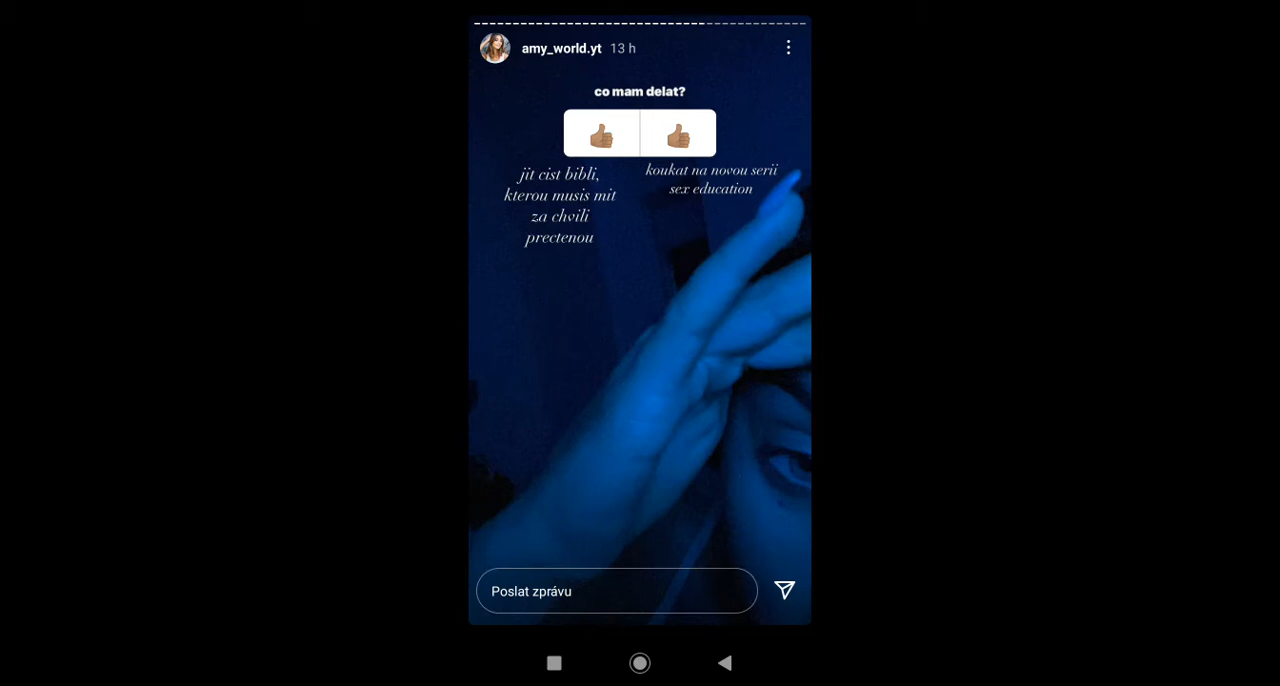 amy_world.yt 13 h
co mam delat?
jit cist bibli,
kterou musis mit
za chvili
prectenou
koukat na novou serii
sex education
Poslat zprávu